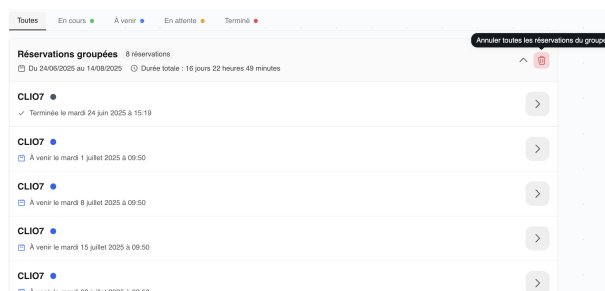 Toutes En cours À venir En attente Terminé
Annuler toutes les réservations du groupe
Réservations groupées 8 réservations
Du 24/06/2025 au 14/08/2025 Durée totale : 16 jours 22 heures 49 minutes
CLIO7
Terminée le mardi 24 juin 2025 à 15:19
CLIO7
À venir le mardi 1 juillet 2025 à 09:50
CLIO7
À venir le mardi 8 juillet 2025 à 09:50
CLIO7
À venir le mardi 15 juillet 2025 à 09:50
CLIO7